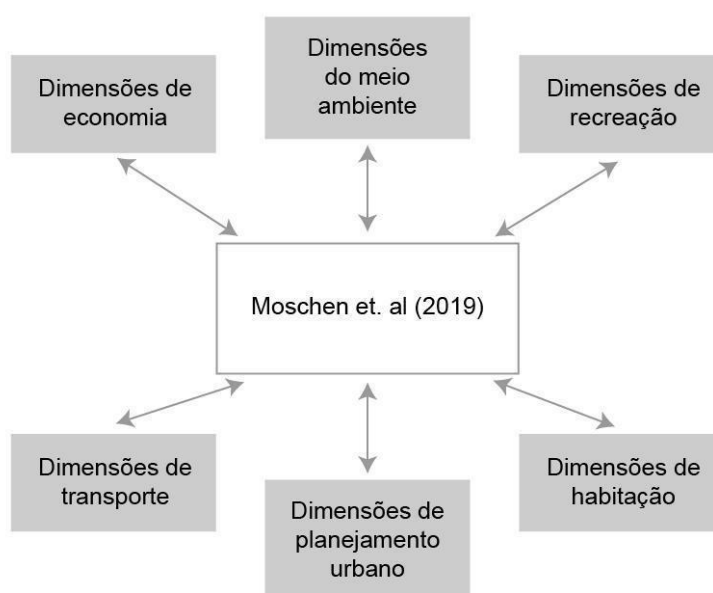 Dimensões de
economia
Dimensões
do meio
ambiente
Dimensões de
recreação
Moschen et. al (2019)
Dimensões de
transporte
Dimensões de
planejamento
urbano
Dimensões de
habitação